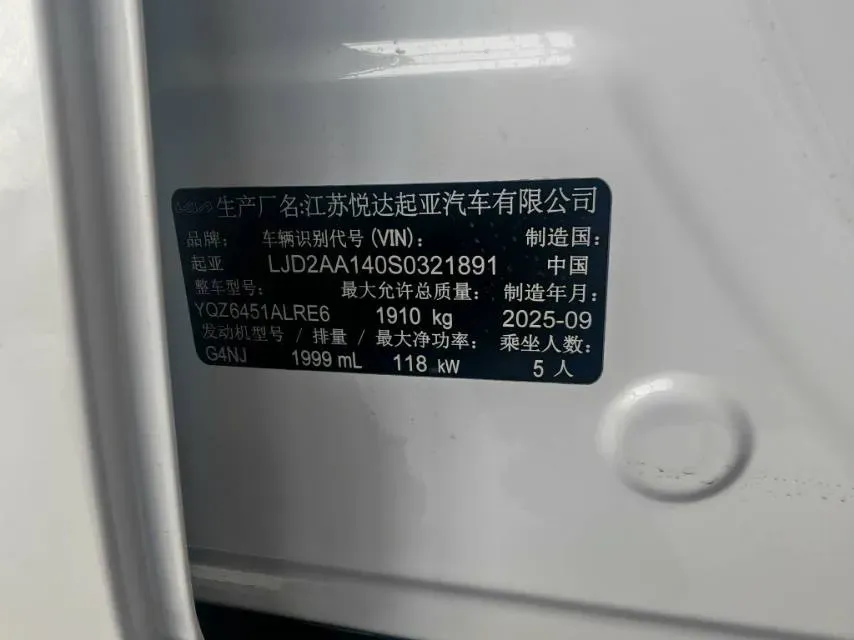 生产厂名:江苏悦达起亚汽车有限公司
品牌: 车辆识别代号(VIN): 制造国:
起亚 LJD2AA140S0321891 中国
整车型号: 最大允许总质量: 制造年月:
YQZ6451ALRE6 1910 kg 2025-09
发动机型号 / 排量 / 最大净功率: 乘坐人数:
G4NJ 1999 mL 118 kW 5 人